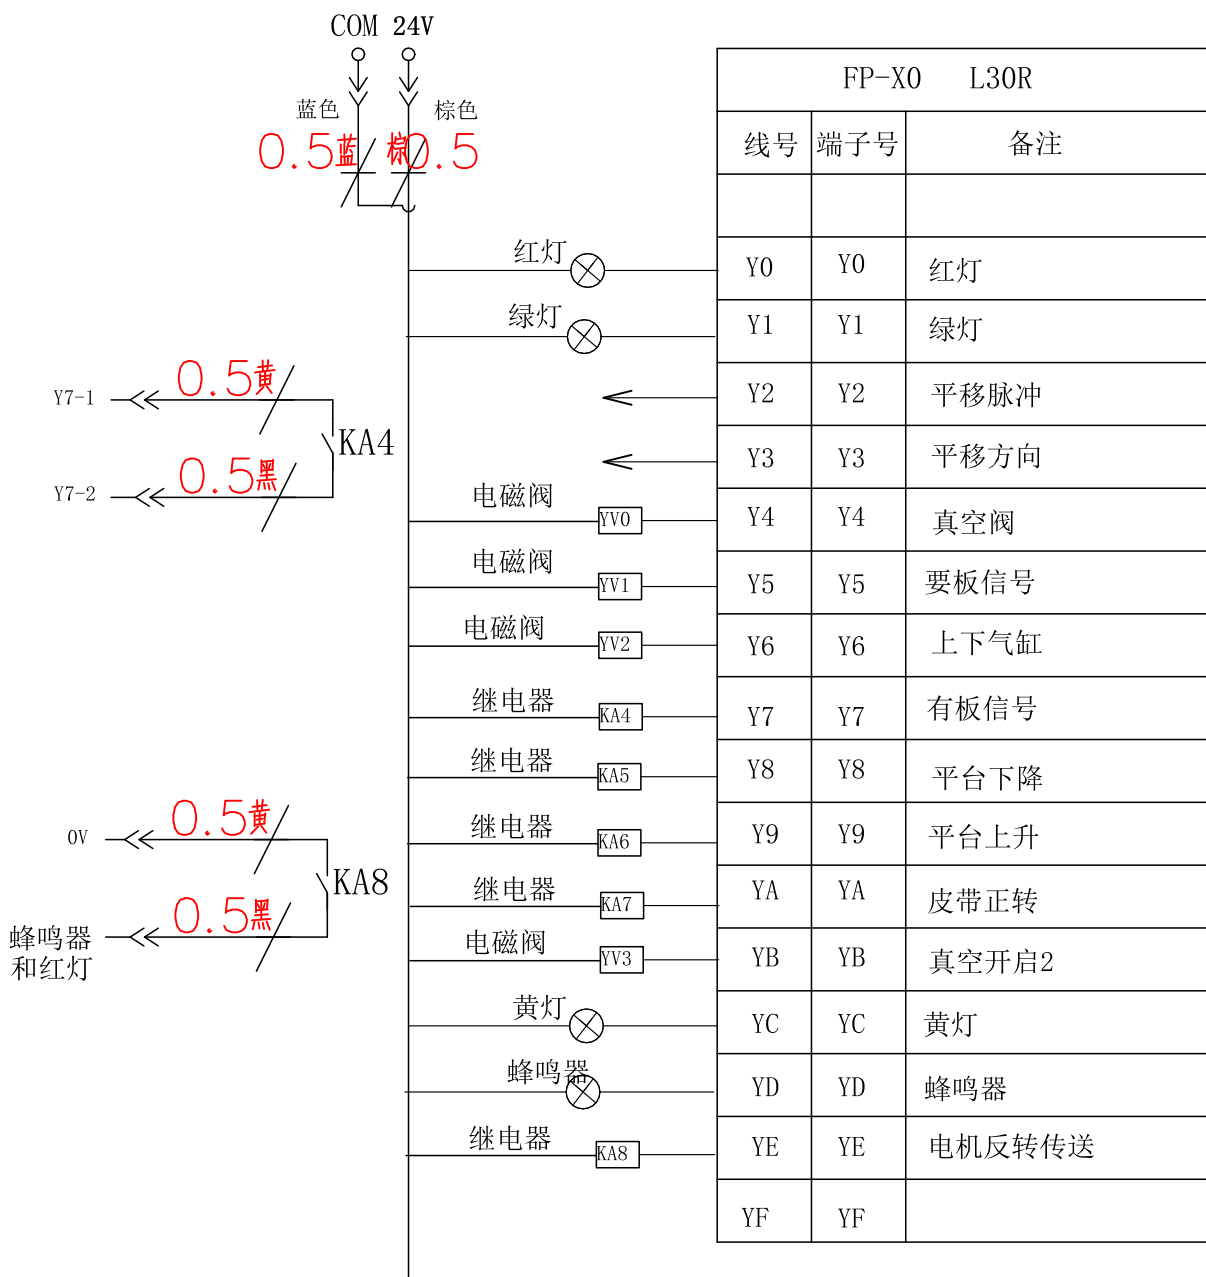 COM 24V
蓝色 棕色
0.5蓝 棕0.5
FP-X0 L30R
线号 端子号 备注
红灯 Y0 Y0 红灯
绿灯 Y1 Y1 绿灯
Y2 Y2 平移脉冲
Y3 Y3 平移方向
电磁阀 YV0 Y4 Y4 真空阀
电磁阀 YV1 Y5 Y5 要板信号
电磁阀 YV2 Y6 Y6 上下气缸
继电器 KA4 Y7 Y7 有板信号
继电器 KA5 Y8 Y8 平台下降
继电器 KA6 Y9 Y9 平台上升
继电器 KA7 YA YA 皮带正转
电磁阀 YV3 YB YB 真空开启2
黄灯 YC YC 黄灯
蜂鸣器 YD YD 蜂鸣器
继电器 KA8 YE YE 电机反转传送
YF YF
Y7-1 0.5黄
KA4
Y7-2 0.5黑
0V 0.5黄
KA8
0.5黑
蜂鸣器
和红灯